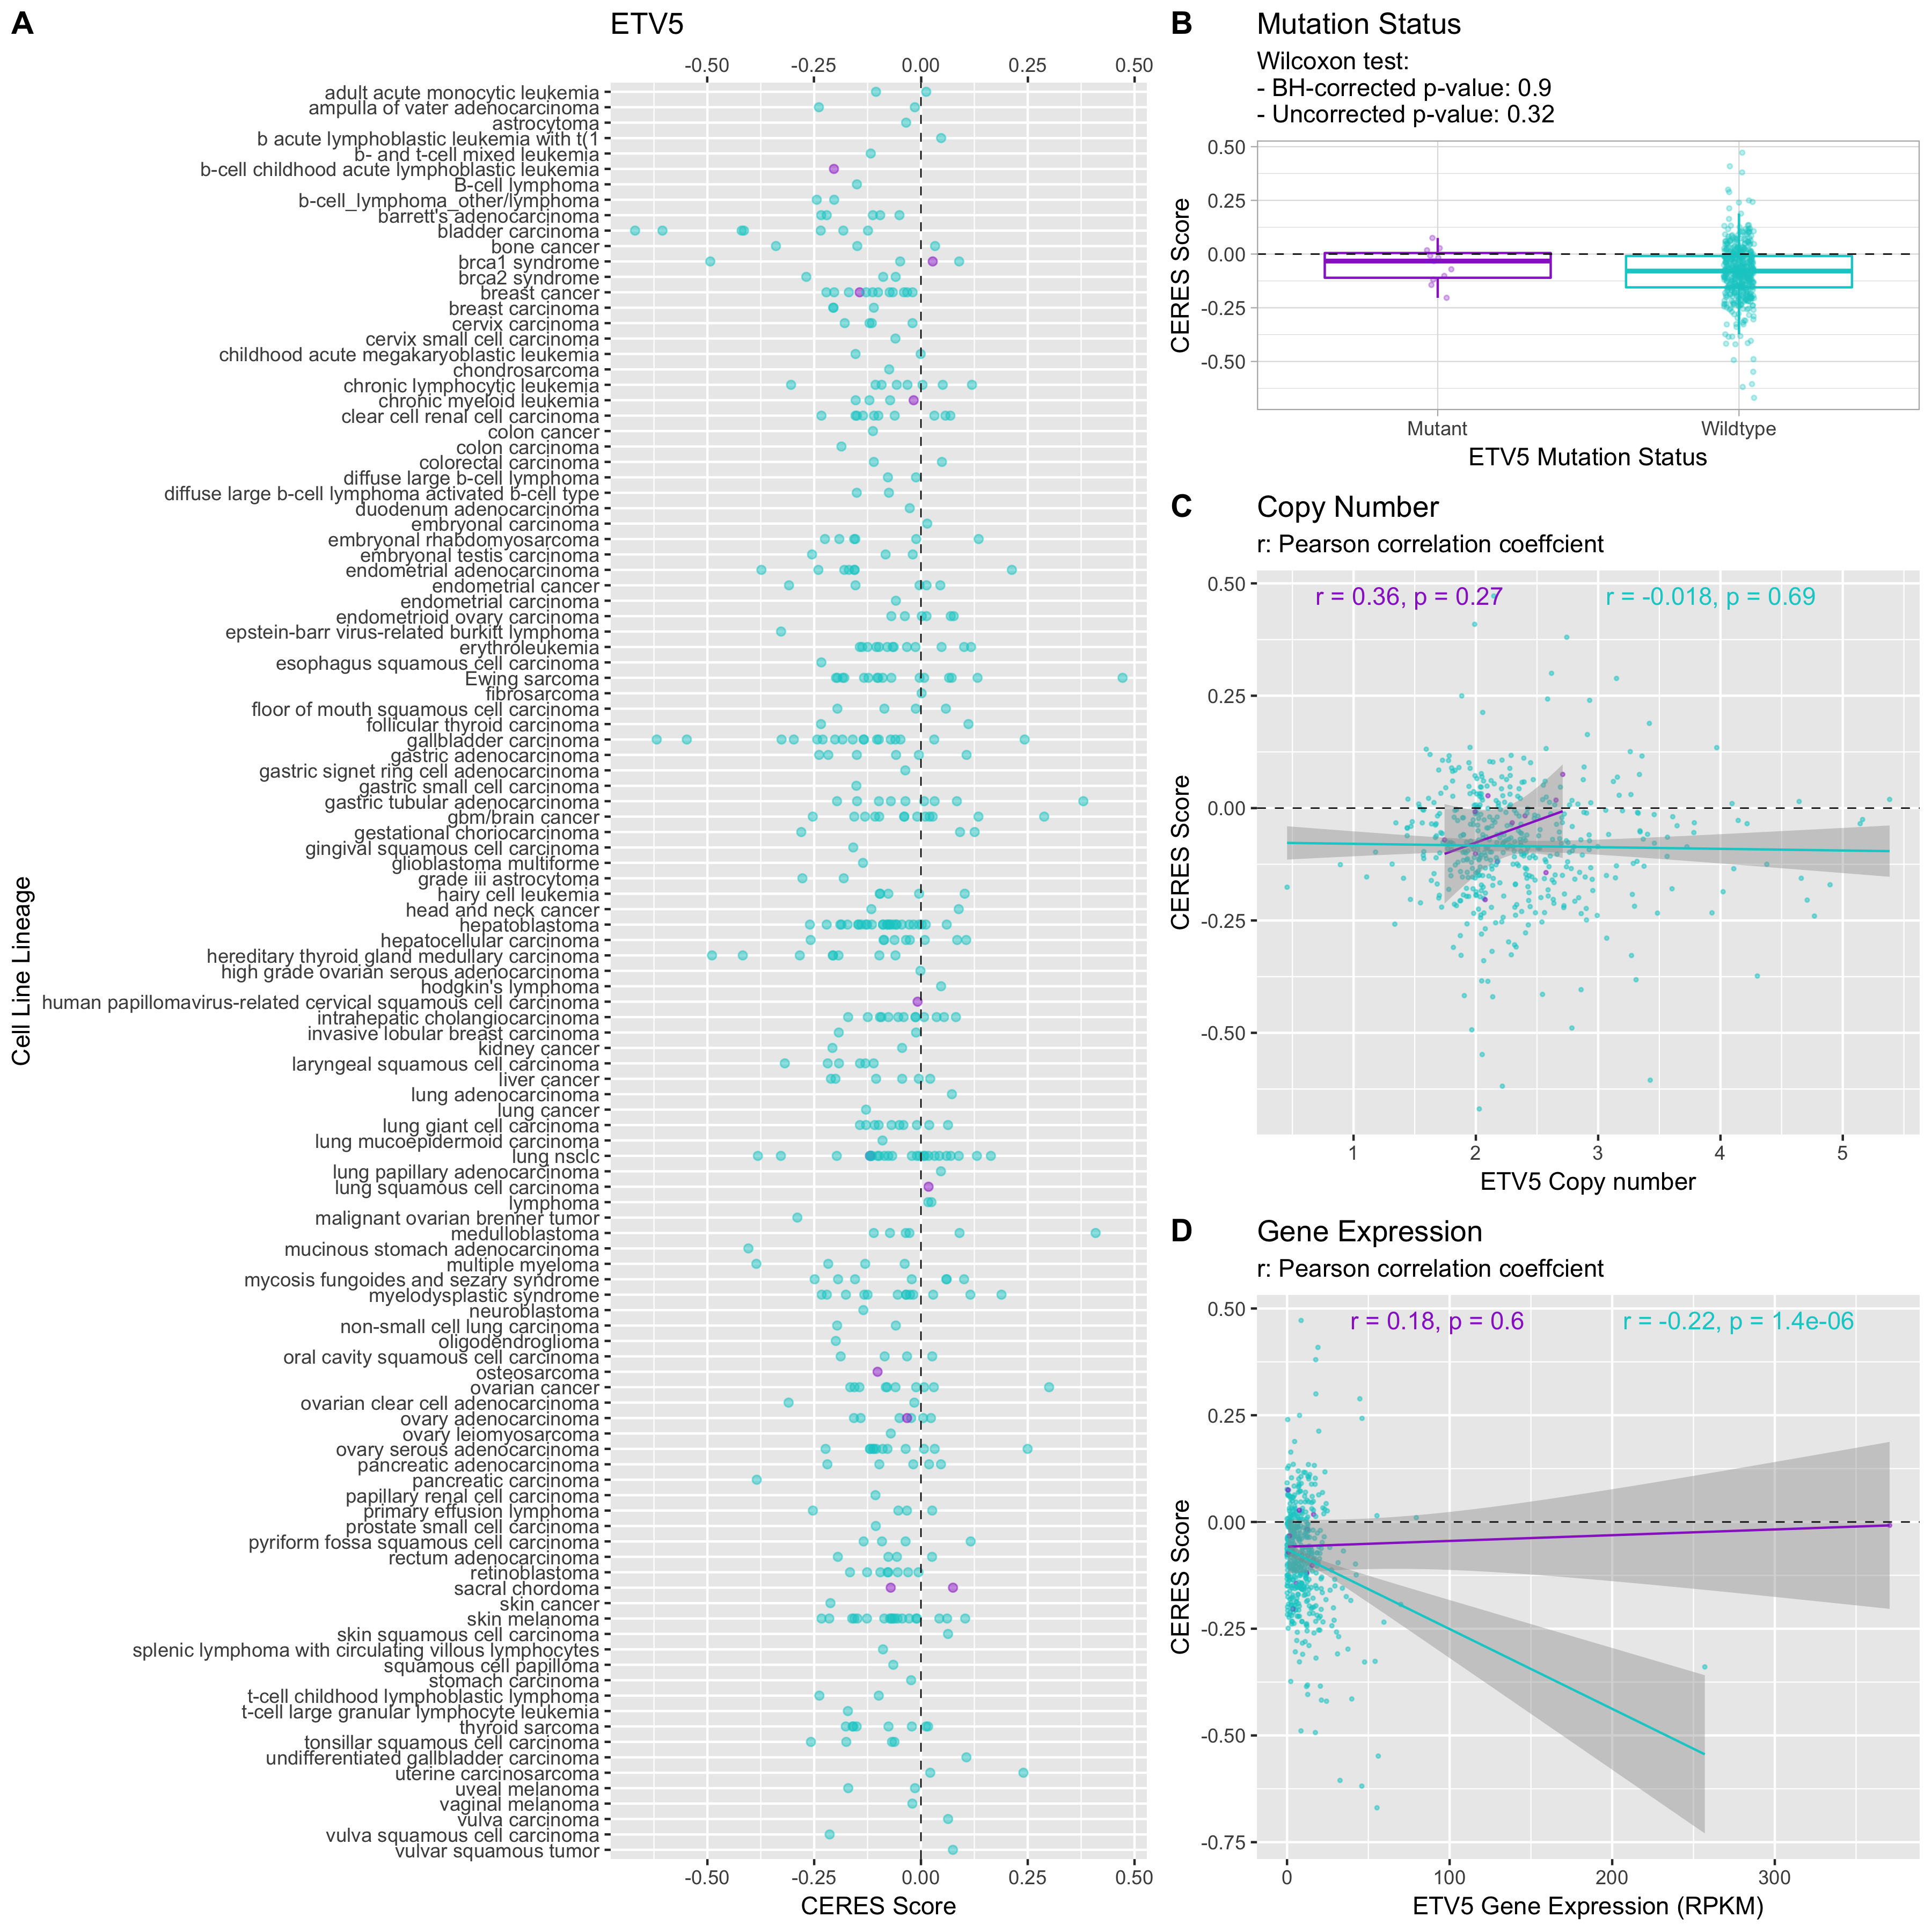 A
ETV5
-0.50 -0.25 0.00 0.25 0.50
Cell Line Lineage
adult acute monocytic leukemia
ampulla of vater adenocarcinoma
astrocytoma
b acute lymphoblastic leukemia with t(1
b- and t-cell mixed leukemia
b-cell childhood acute lymphoblastic leukemia
B-cell lymphoma
b-cell_lymphoma_other/lymphoma
barrett's adenocarcinoma
bladder carcinoma
bone cancer
brca1 syndrome
brca2 syndrome
breast cancer
breast carcinoma
cervix carcinoma
cervix small cell carcinoma
childhood acute megakaryoblastic leukemia
chondrosarcoma
chronic lymphocytic leukemia
chronic myeloid leukemia
clear cell renal cell carcinoma
colon cancer
colon carcinoma
colorectal carcinoma
diffuse large b-cell lymphoma
diffuse large b-cell lymphoma activated b-cell type
duodenum adenocarcinoma
embryonal carcinoma
embryonal rhabdomyosarcoma
embryonal testis carcinoma
endometrial adenocarcinoma
endometrial cancer
endometrial carcinoma
endometrioid ovary carcinoma
epstein-barr virus-related burkitt lymphoma
erythroleukemia
esophagus squamous cell carcinoma
Ewing sarcoma
fibrosarcoma
floor of mouth squamous cell carcinoma
follicular thyroid carcinoma
gallbladder carcinoma
gastric adenocarcinoma
gastric signet ring cell adenocarcinoma
gastric small cell carcinoma
gastric tubular adenocarcinoma
gbm/brain cancer
gestational choriocarcinoma
gingival squamous cell carcinoma
glioblastoma multiforme
grade iii astrocytoma
hairy cell leukemia
head and neck cancer
hepatoblastoma
hepatocellular carcinoma
hereditary thyroid gland medullary carcinoma
high grade ovarian serous adenocarcinoma
hodgkin's lymphoma
human papillomavirus-related cervical squamous cell carcinoma
intrahepatic cholangiocarcinoma
invasive lobular breast carcinoma
kidney cancer
laryngeal squamous cell carcinoma
liver cancer
lung adenocarcinoma
lung cancer
lung giant cell carcinoma
lung mucoepidermoid carcinoma
lung nsclc
lung papillary adenocarcinoma
lung squamous cell carcinoma
lymphoma
malignant ovarian brenner tumor
medulloblastoma
mucinous stomach adenocarcinoma
multiple myeloma
mycosis fungoides and sezary syndrome
myelodysplastic syndrome
neuroblastoma
non-small cell lung carcinoma
oligodendroglioma
oral cavity squamous cell carcinoma
osteosarcoma
ovarian cancer
ovarian clear cell adenocarcinoma
ovary adenocarcinoma
ovary leiomyosarcoma
ovary serous adenocarcinoma
pancreatic adenocarcinoma
pancreatic carcinoma
papillary renal cell carcinoma
primary effusion lymphoma
prostate small cell carcinoma
pyriform fossa squamous cell carcinoma
rectum adenocarcinoma
retinoblastoma
sacral chordoma
skin cancer
skin melanoma
skin squamous cell carcinoma
splenic lymphoma with circulating villous lymphocytes
squamous cell papilloma
stomach carcinoma
t-cell childhood lymphoblastic lymphoma
t-cell large granular lymphocyte leukemia
thyroid sarcoma
tonsillar squamous cell carcinoma
undifferentiated gallbladder carcinoma
uterine carcinosarcoma
uveal melanoma
vaginal melanoma
vulva carcinoma
vulva squamous cell carcinoma
vulvar squamous tumor
-0.50 -0.25 0.00 0.25 0.50
CERES Score
B
Mutation Status
Wilcoxon test:
- BH-corrected p-value: 0.9
- Uncorrected p-value: 0.32
CERES Score
0.50
0.25
0.00
-0.25
-0.50
Mutant Wildtype
ETV5 Mutation Status
C
Copy Number
r: Pearson correlation coeffcient
r = 0.36, p = 0.27 r = -0.018, p = 0.69
CERES Score
0.50
0.25
0.00
-0.25
-0.50
1 2 3 4 5
ETV5 Copy number
D
Gene Expression
r: Pearson correlation coeffcient
r = 0.18, p = 0.6 r = -0.22, p = 1.4e-06
CERES Score
0.50
0.25
0.00
-0.25
-0.50
-0.75
0 100 200 300
ETV5 Gene Expression (RPKM)